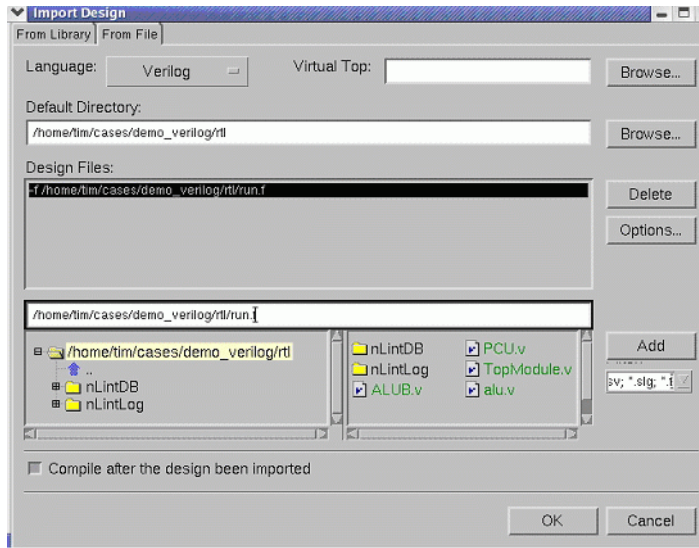 Import Design
From Library From File
Language: Verilog Virtual Top: Browse...
Default Directory:
/home/tim/cases/demo_verilog/rtl Browse...
Design Files:
-f /home/tim/cases/demo_verilog/rtl/run.f Delete
Options...
/home/tim/cases/demo_verilog/rtl/run.f
/home/tim/cases/demo_verilog/rtl nLintDB PCU.v Add
.. nLintLog TopModule.v
nLintDB ALUB.v alu.v sv; *.slg; *.f
nLintLog
Compile after the design been imported
OK Cancel